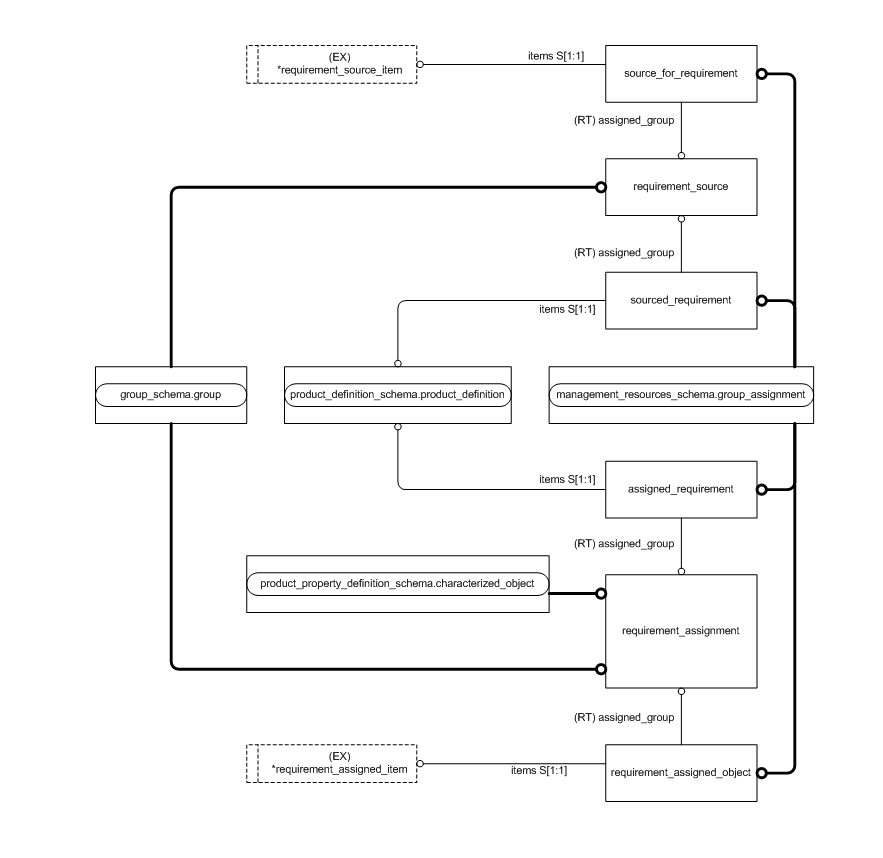 (EX)
*requirement_source_item
items S[1:1]
source_for_requirement
(RT) assigned_group
requirement_source
(RT) assigned_group
sourced_requirement
items S[1:1]
group_schema.group
product_definition_schema.product_definition
management_resources_schema.group_assignment
items S[1:1]
assigned_requirement
(RT) assigned_group
product_property_definition_schema.characterized_object
requirement_assignment
(RT) assigned_group
(EX)
*requirement_assigned_item
items S[1:1]
requirement_assigned_object